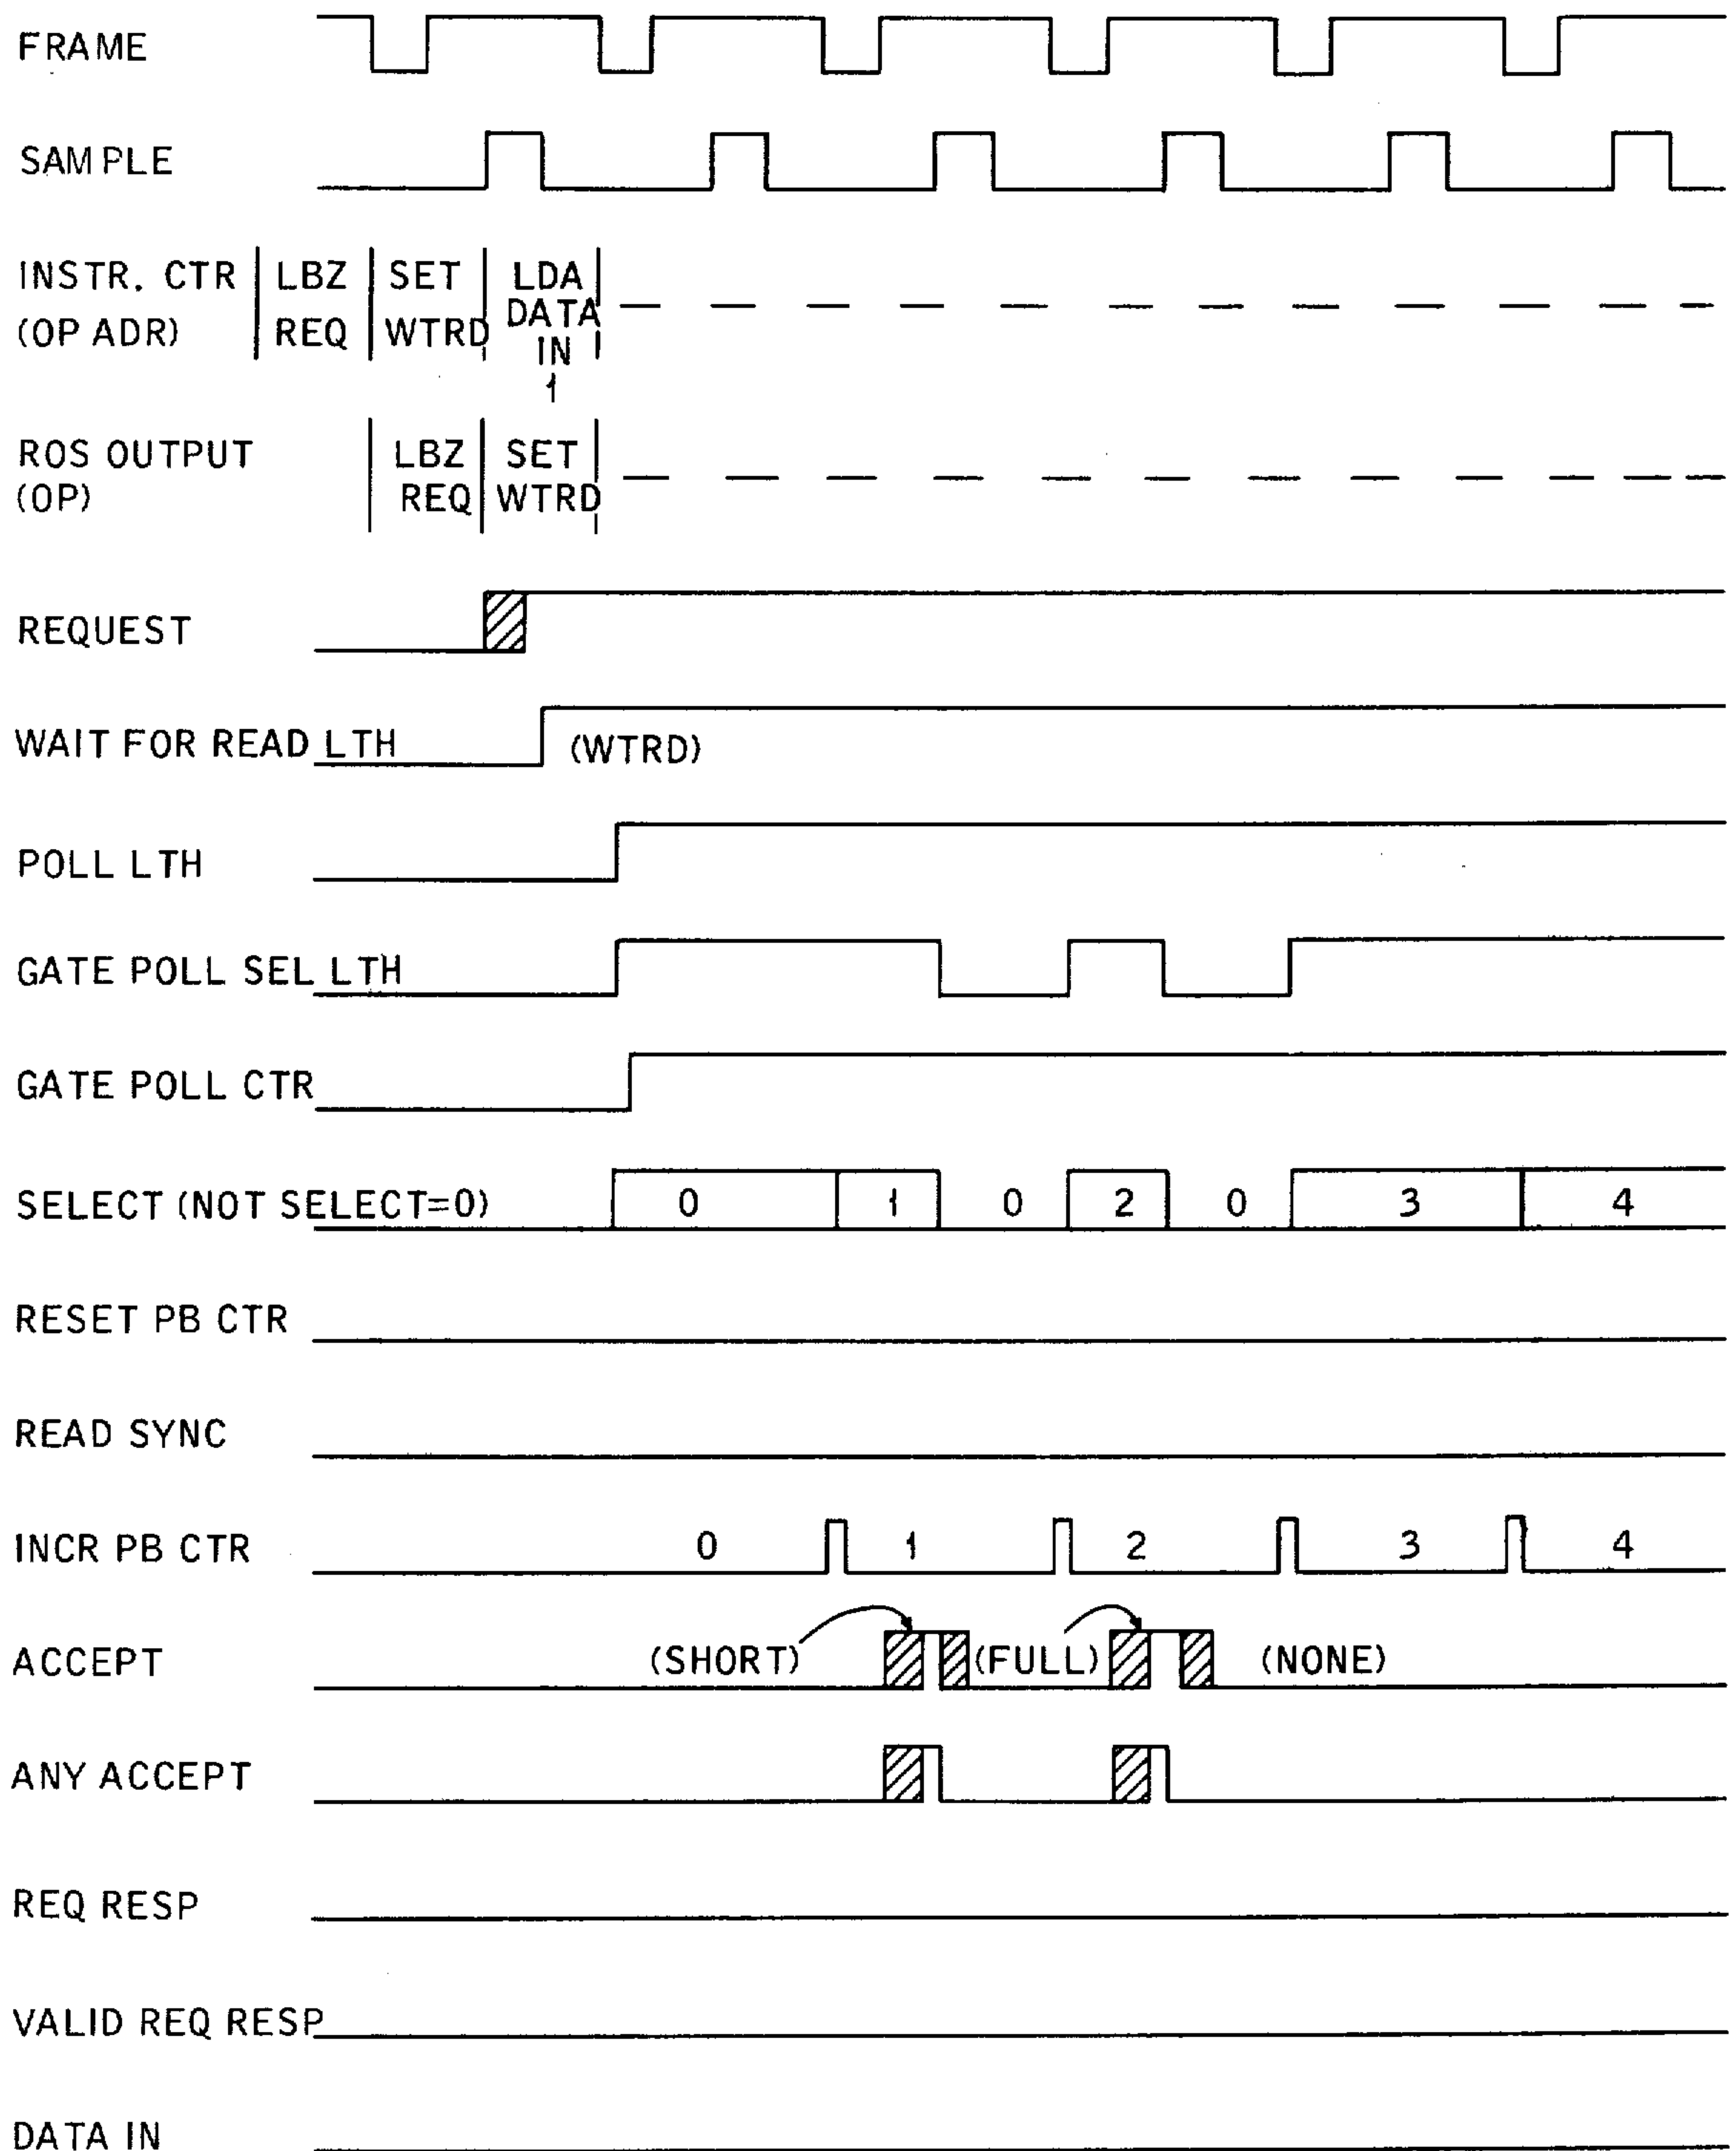 FRAME
SAMPLE
INSTR. CTR LBZ SET LDA
(OP ADR) REQ WTRD DATA
IN
1
ROS OUTPUT LBZ SET
(OP) REQ WTRD
REQUEST
WAIT FOR READ LTH (WTRD)
POLL LTH
GATE POLL SEL LTH
GATE POLL CTR
SELECT (NOT SELECT=0) 0 1 0 2 0 3 4
RESET PB CTR
READ SYNC
INCR PB CTR 0 1 2 3 4
ACCEPT (SHORT) (FULL) (NONE)
ANY ACCEPT
REQ RESP
VALID REQ RESP
DATA IN